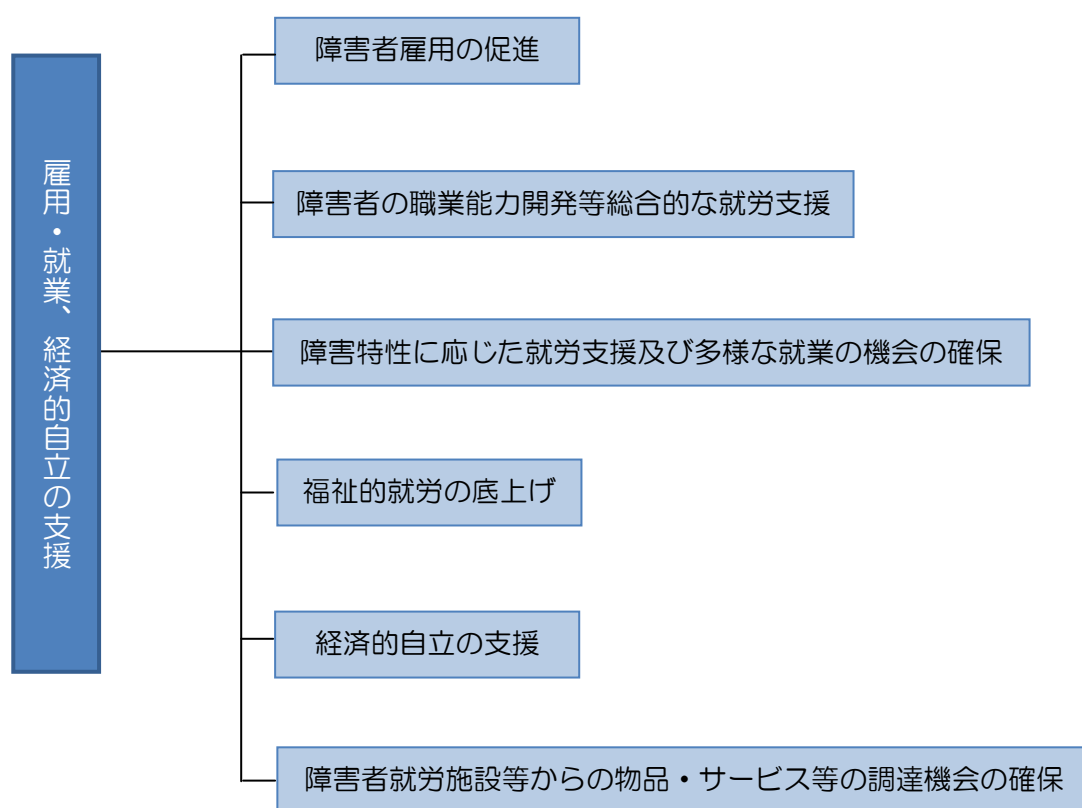 雇用・就業、経済的自立の支援
障害者雇用の促進
障害者の職業能力開発等総合的な就労支援
障害特性に応じた就労支援及び多様な就業の機会の確保
福祉的就労の底上げ
経済的自立の支援
障害者就労施設等からの物品・サービス等の調達機会の確保